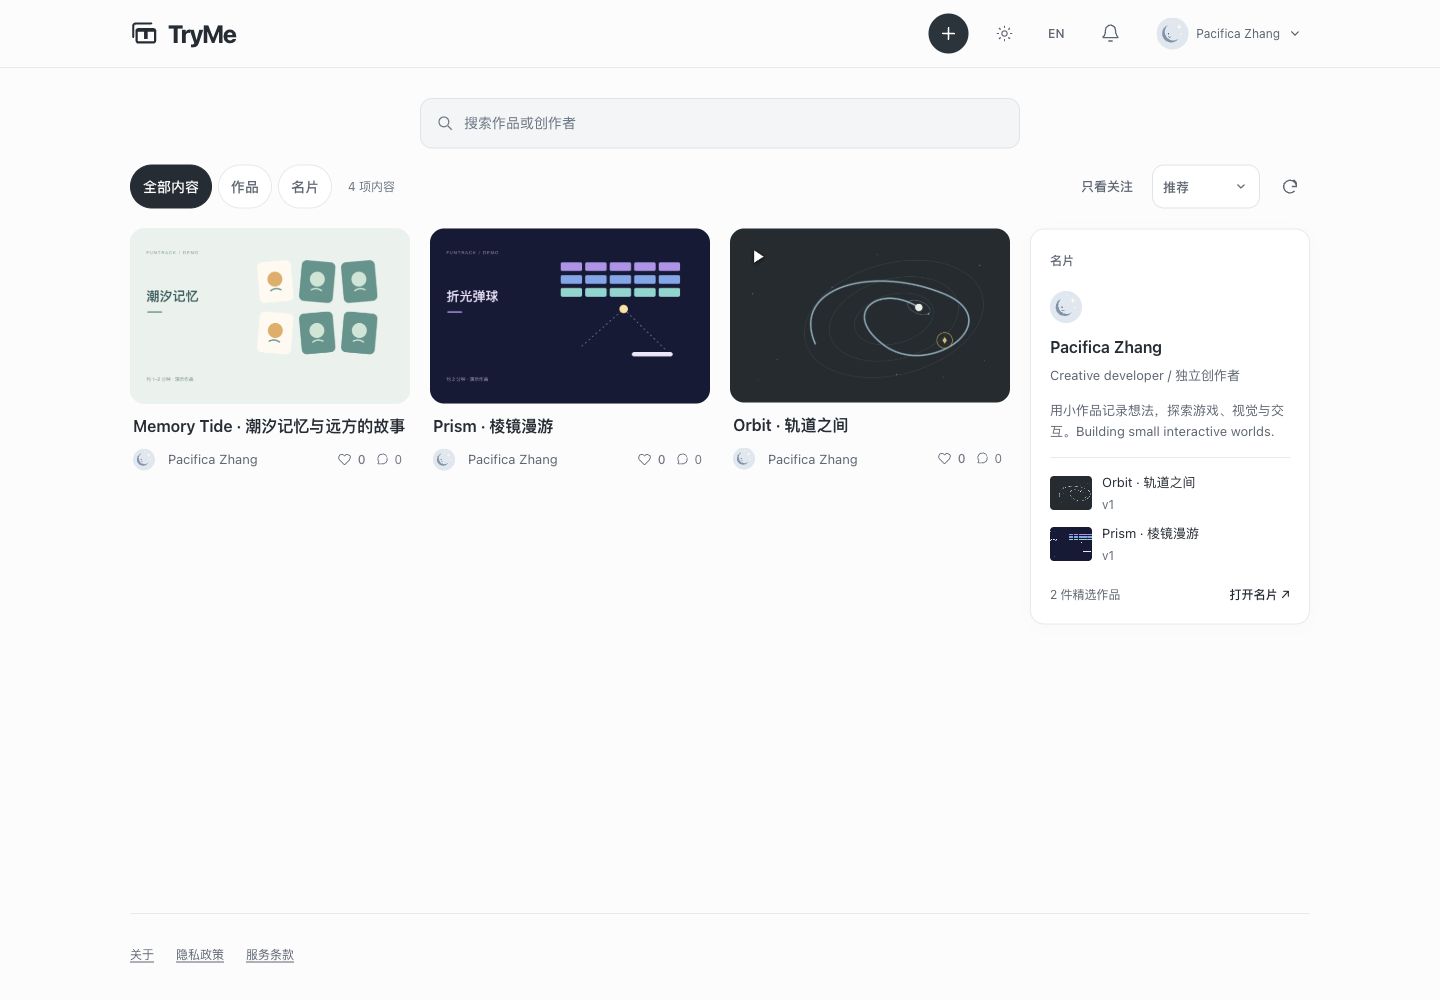 TryMe
EN
Pacifica Zhang
搜索作品或创作者
全部内容
作品
名片
4 项内容
只看关注
推荐
FUNTRACK / DEMO
潮汐记忆
Memory Tide · 潮汐记忆与远方的故事
Pacifica Zhang
0
0
FUNTRACK / DEMO
折光弹球
Prism · 棱镜漫游
Pacifica Zhang
0
0
Orbit · 轨道之间
Pacifica Zhang
0
0
名片
Pacifica Zhang
Creative developer / 独立创作者
用小作品记录想法，探索游戏、视觉与交
互。Building small interactive worlds.
Orbit · 轨道之间
v1
Prism · 棱镜漫游
v1
2 件精选作品
打开名片
关于
隐私政策
服务条款